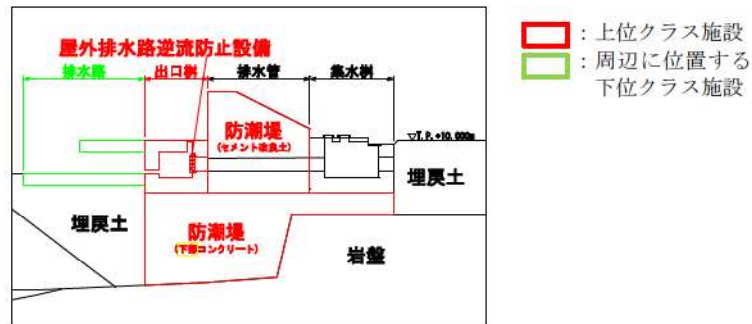 屋外排水路逆流防止設備
排水路 出口桝 排水管 集水桝
防潮堤
(セメント改良土)
▽T.P.+10.000m
埋戻土
埋戻土
防潮堤
(下部コンクリート)
岩盤
：上位クラス施設
：周辺に位置する
下位クラス施設